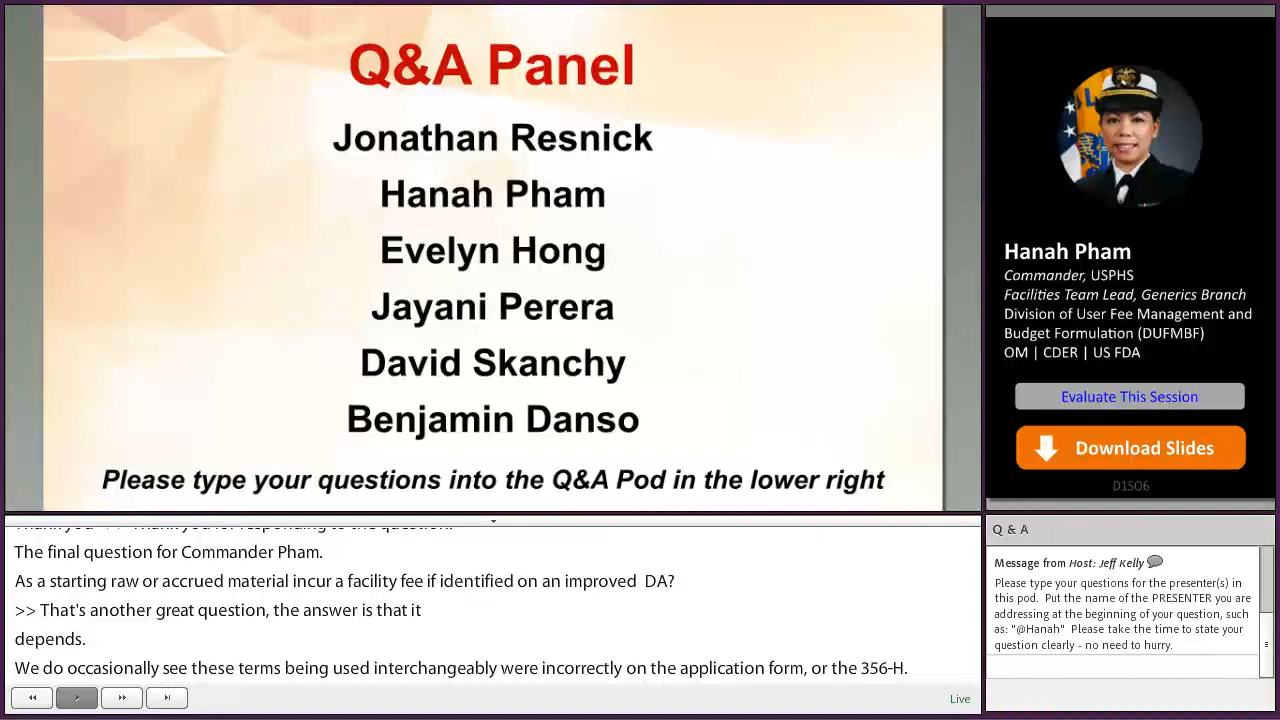 Q&A Panel
Jonathan Resnick
Hanah Pham
Evelyn Hong
Jayani Perera
David Skanchy
Benjamin Danso
Please type your questions into the Q&A Pod in the lower right
Hanah Pham
Commander, USPHS
Facilities Team Lead, Generics Branch
Division of User Fee Management and
Budget Formulation (DUFMBF)
OM | CDER | US FDA
Evaluate This Session
Download Slides
D1S06
The final question for Commander Pham.
As a starting raw or accrued material incur a facility fee if identified on an improved  DA?
>> That's another great question, the answer is that it
depends.
We do occasionally see these terms being used interchangeably were incorrectly on the application form, or the 356-H.
Live
Q & A
Message from Host: Jeff Kelly
Please type your questions for the presenter(s) in
this pod.  Put the name of the PRESENTER you are
addressing at the beginning of your question, such
as: "@Hanah"  Please take the time to state your
question clearly - no need to hurry.